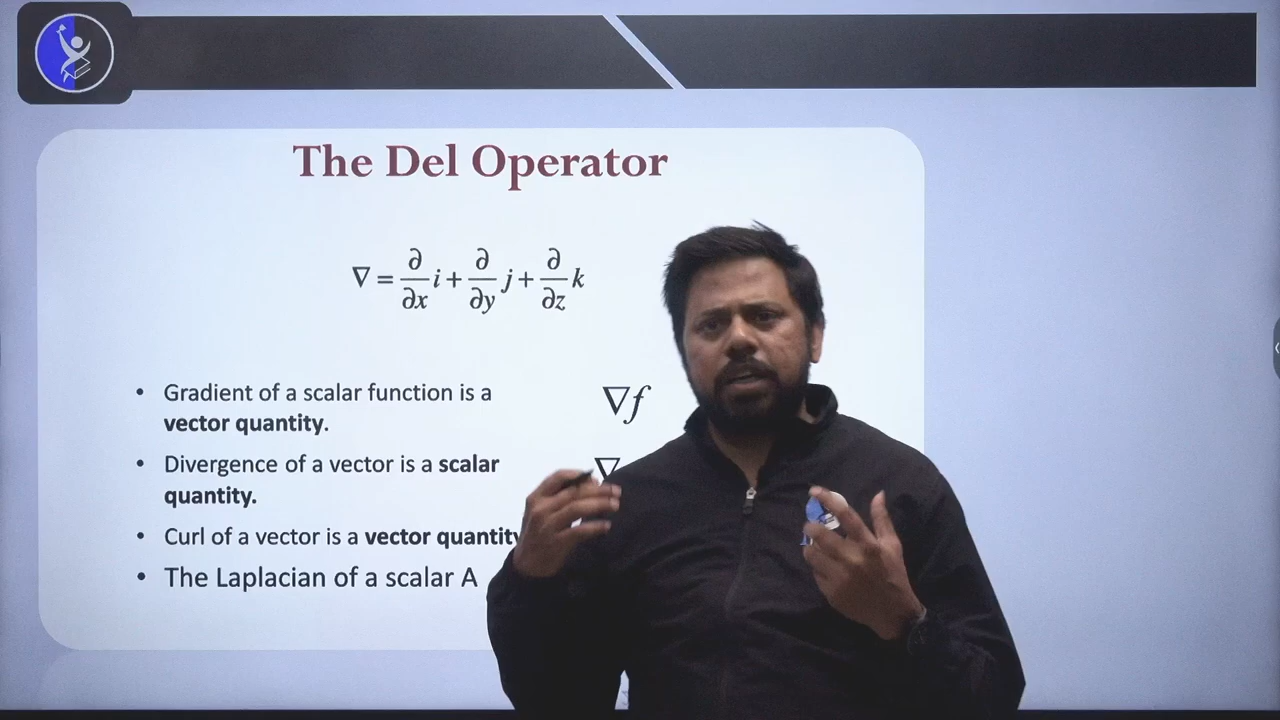 The Del Operator
∇ = ∂/∂x i + ∂/∂y j + ∂/∂z k
• Gradient of a scalar function is a
vector quantity.
∇f
• Divergence of a vector is a scalar
quantity.
∇
• Curl of a vector is a vector quantity
• The Laplacian of a scalar A